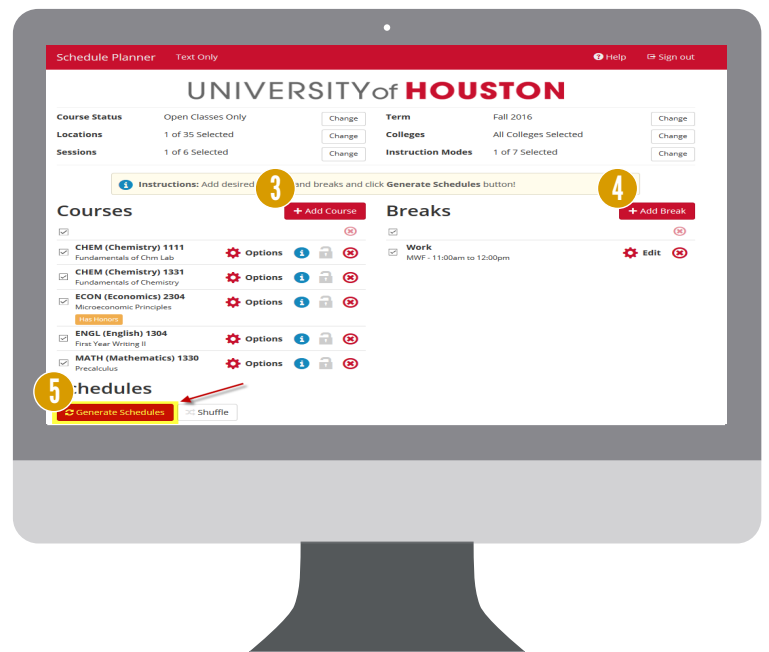 Schedule Planner Text Only Help Sign out
UNIVERSITYof HOUSTON
Course Status Open Classes Only Change Term Fall 2016 Change
Locations 1 of 35 Selected Change Colleges All Colleges Selected Change
Sessions 1 of 6 Selected Change Instruction Modes 1 of 7 Selected Change
3 4
Instructions: Add desired and breaks and click Generate Schedules button!
Courses + Add Course Breaks + Add Break
CHEM (Chemistry) 1111 Options Work Edit
Fundamentals of Chm Lab MWF - 11:00am to 12:00pm
CHEM (Chemistry) 1331 Options
Fundamentals of Chemistry
ECON (Economics) 2304 Options
Microeconomic Principles
Has Honors
ENGL (English) 1304 Options
First Year Writing II
MATH (Mathematics) 1330 Options
Precalculus
5 chedules
Generate Schedules Shuffle